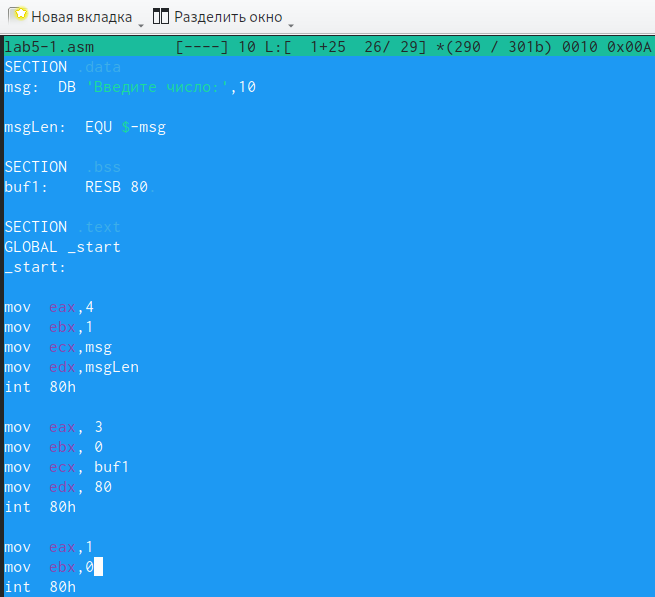 Новая вкладка Разделить окно
lab5-1.asm [----] 10 L:[ 1+25 26/ 29] *(290 / 301b) 0010 0x00A
SECTION .data
msg: DB 'Введите число:',10
msgLen: EQU $-msg
SECTION .bss
buf1: RESB 80
SECTION .text
GLOBAL _start
_start:
mov eax,4
mov ebx,1
mov ecx,msg
mov edx,msgLen
int 80h
mov eax, 3
mov ebx, 0
mov ecx, buf1
mov edx, 80
int 80h
mov eax,1
mov ebx,0
int 80h